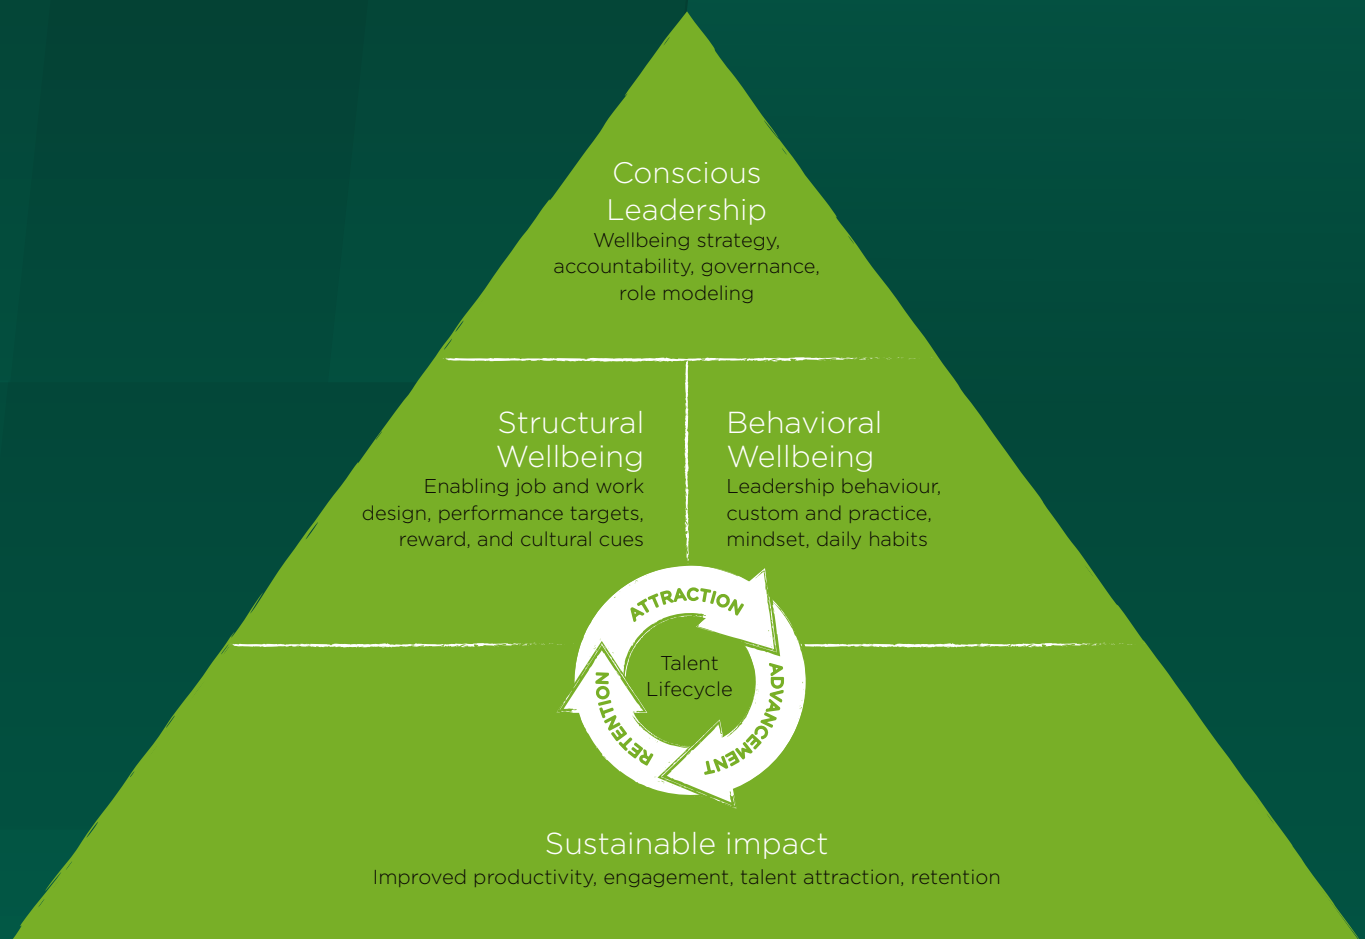 Conscious
Leadership
Wellbeing strategy,
accountability, governance,
role modeling
Structural
Wellbeing
Enabling job and work
design, performance targets,
reward, and cultural cues
Behavioral
Wellbeing
Leadership behaviour,
custom and practice,
mindset, daily habits
ATTRACTION
ADVANCEMENT
RETENTION
Talent
Lifecycle
Sustainable impact
Improved productivity, engagement, talent attraction, retention